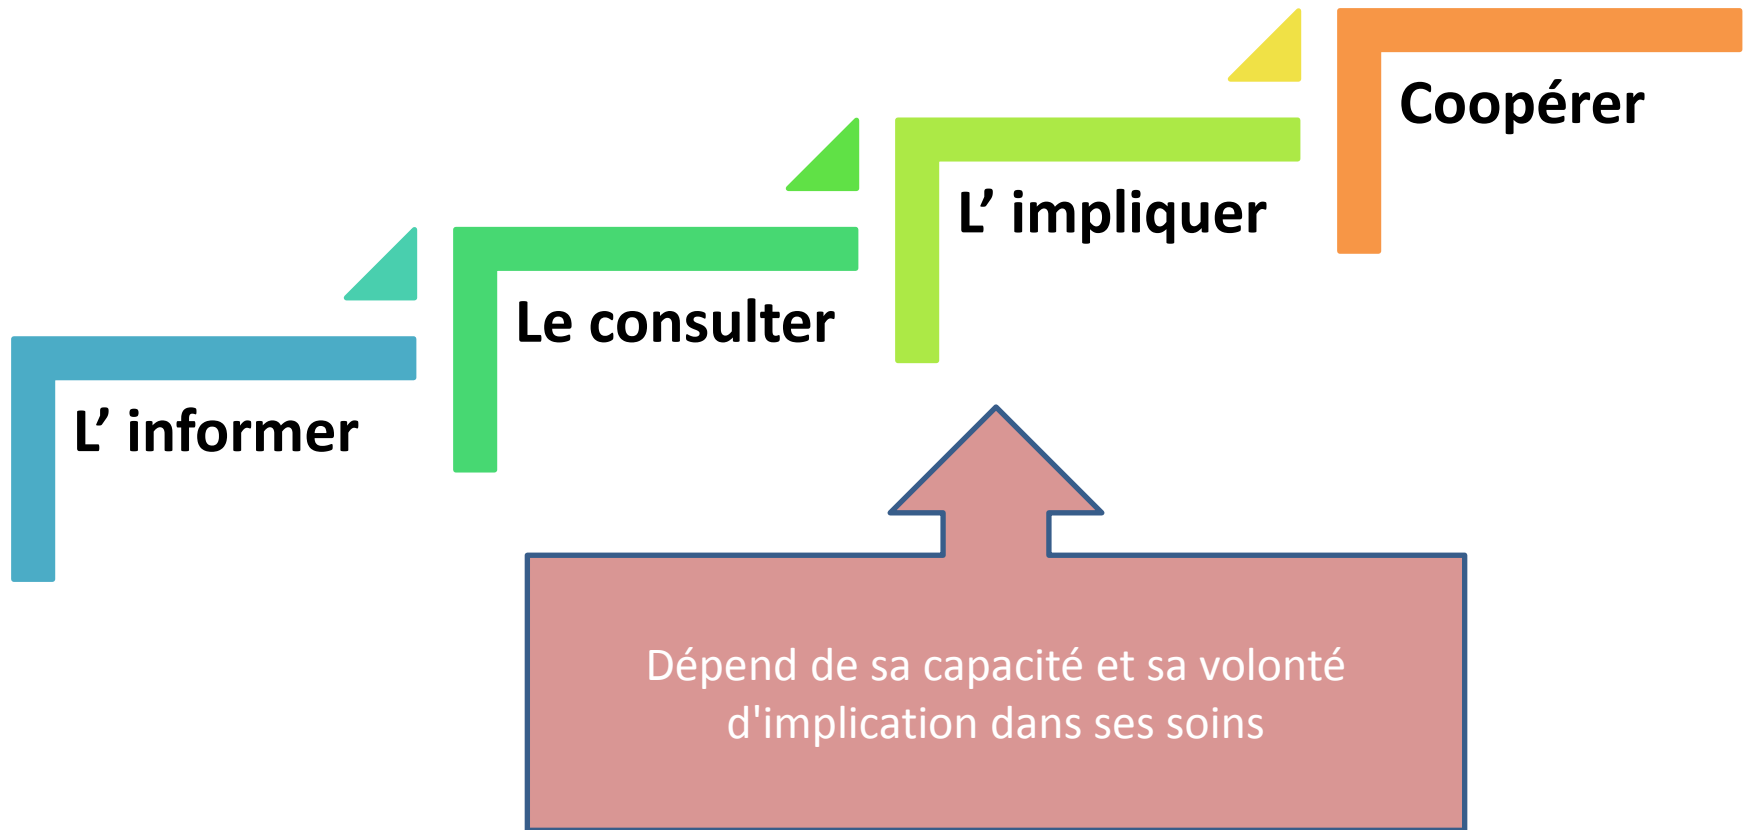 Coopérer
L’ impliquer
Le consulter
L’ informer
Dépend de sa capacité et sa volonté
d'implication dans ses soins